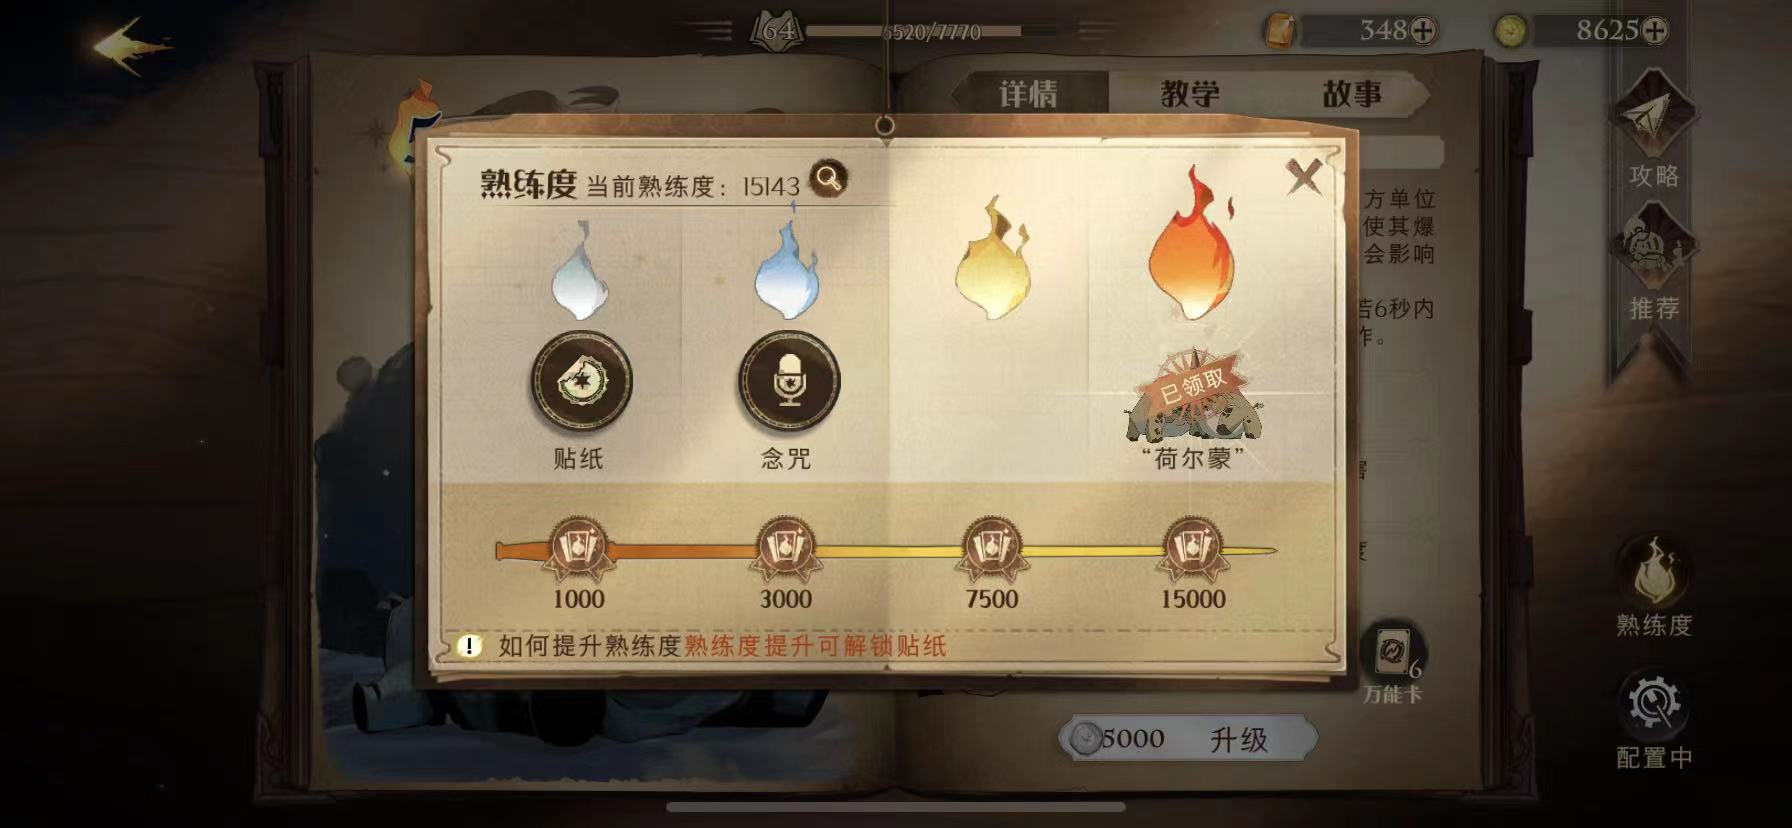 64
6520/7770
348
8625
详情
教学
故事
攻略
推荐
熟练度
配置中
方单位
使其爆
会影响
若6秒内
作。
熟练度 当前熟练度：15143
贴纸
念咒
已领取
“荷尔蒙”
1000
3000
7500
15000
! 如何提升熟练度熟练度提升可解锁贴纸
6
万能卡
5000 升级